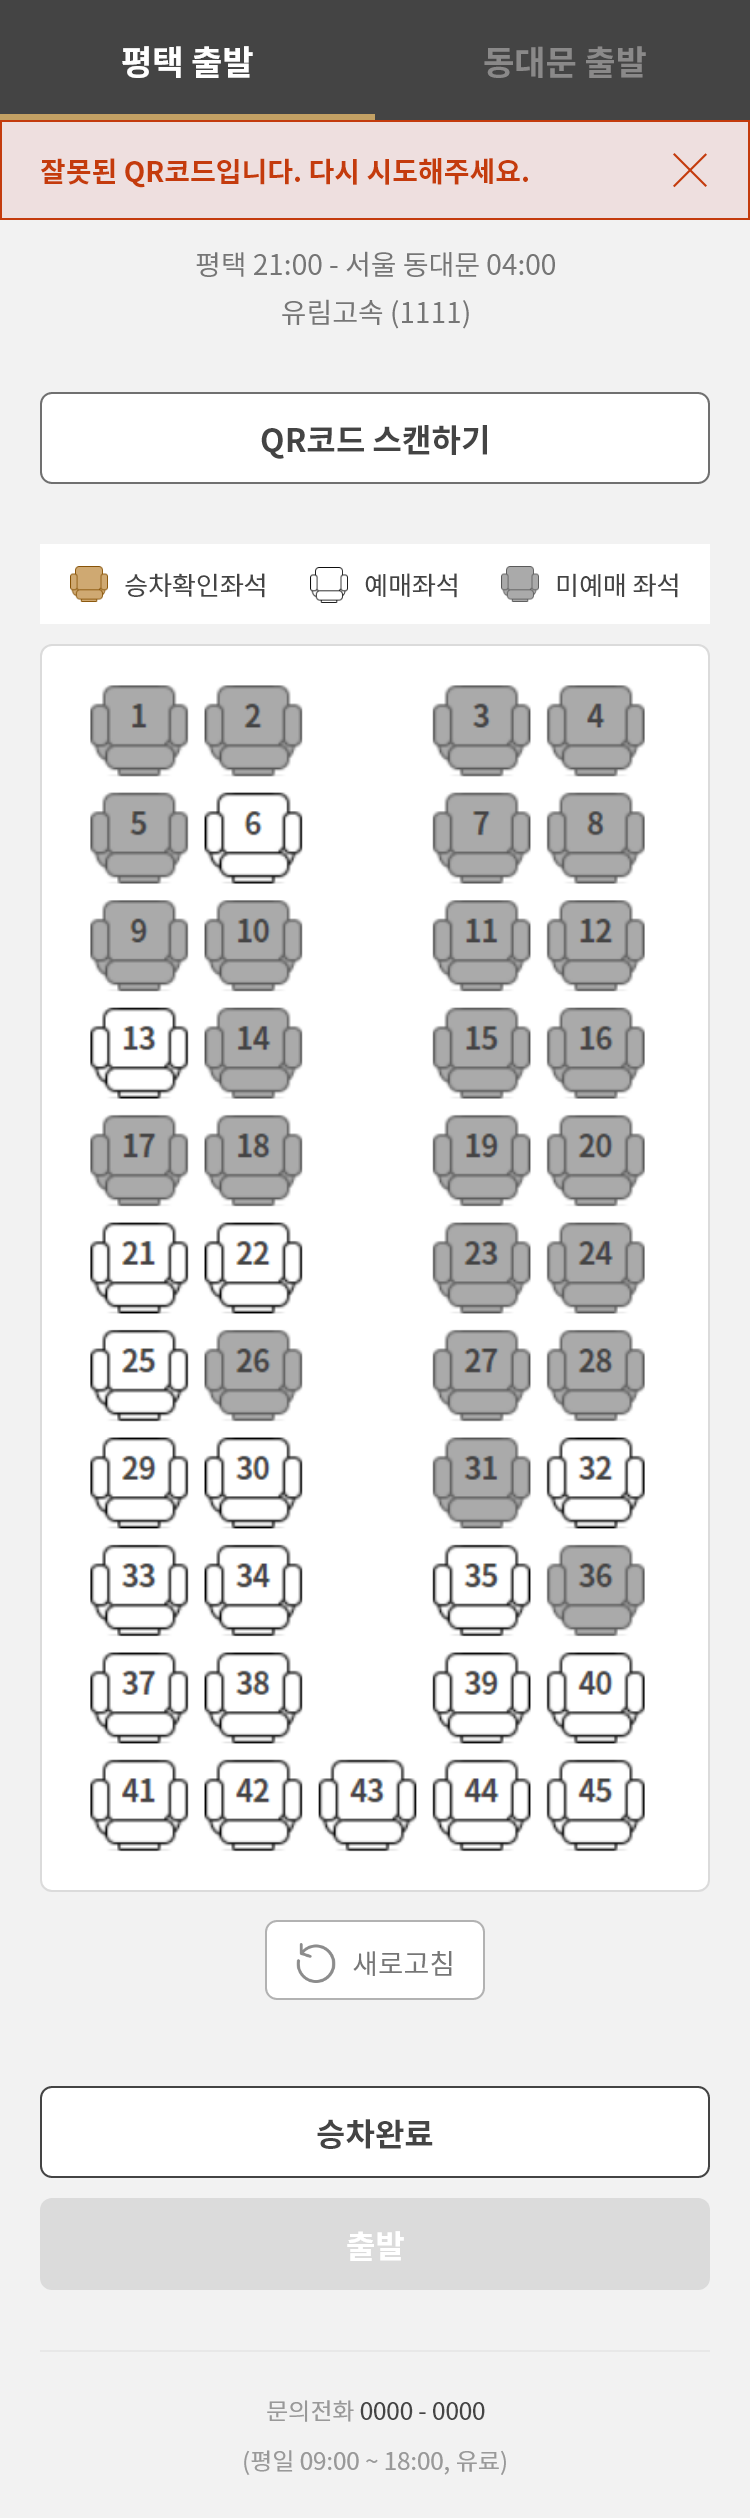 평택 출발 동대문 출발
잘못된 QR코드입니다. 다시 시도해주세요.
평택 21:00 - 서울 동대문 04:00
유림고속 (1111)
QR코드 스캔하기
승차확인좌석 예매좌석 미예매 좌석
1 2 3 4
5 6 7 8
9 10 11 12
13 14 15 16
17 18 19 20
21 22 23 24
25 26 27 28
29 30 31 32
33 34 35 36
37 38 39 40
41 42 43 44 45
새로고침
승차완료
출발
문의전화 0000 - 0000
(평일 09:00 ~ 18:00, 유료)